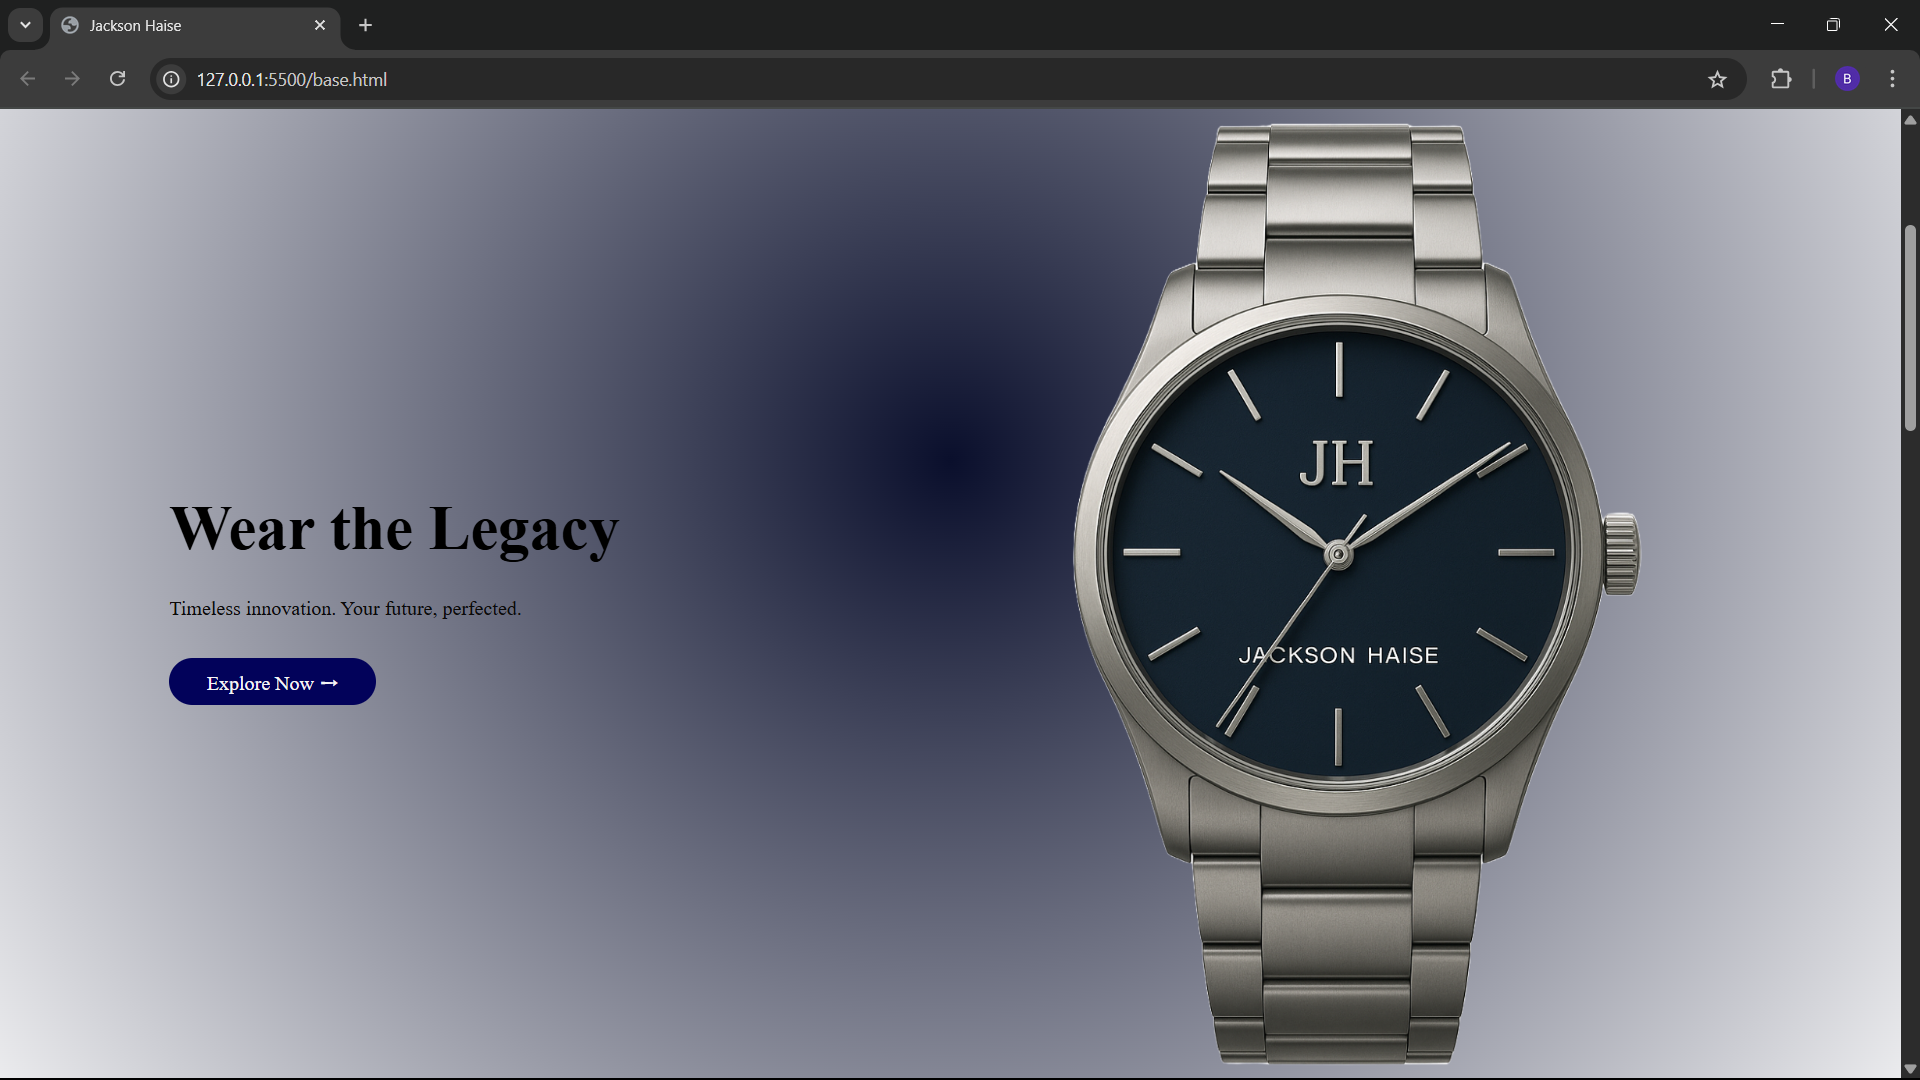 Jackson Haise
127.0.0.1:5500/base.html
B
JH
Wear the Legacy
Timeless innovation. Your future, perfected.
JACKSON HAISE
Explore Now →